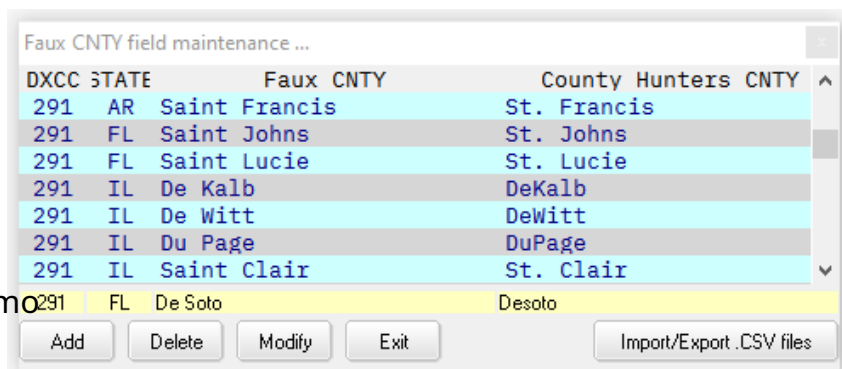 Faux CNTY field maintenance ...
x
DXCC STATE Faux CNTY County Hunters CNTY
291 AR Saint Francis St. Francis
291 FL Saint Johns St. Johns
291 FL Saint Lucie St. Lucie
291 IL De Kalb DeKalb
291 IL De Witt DeWitt
291 IL Du Page DuPage
291 IL Saint Clair St. Clair
mo291 FL De Soto Desoto
Add Delete Modify Exit Import/Export .CSV files